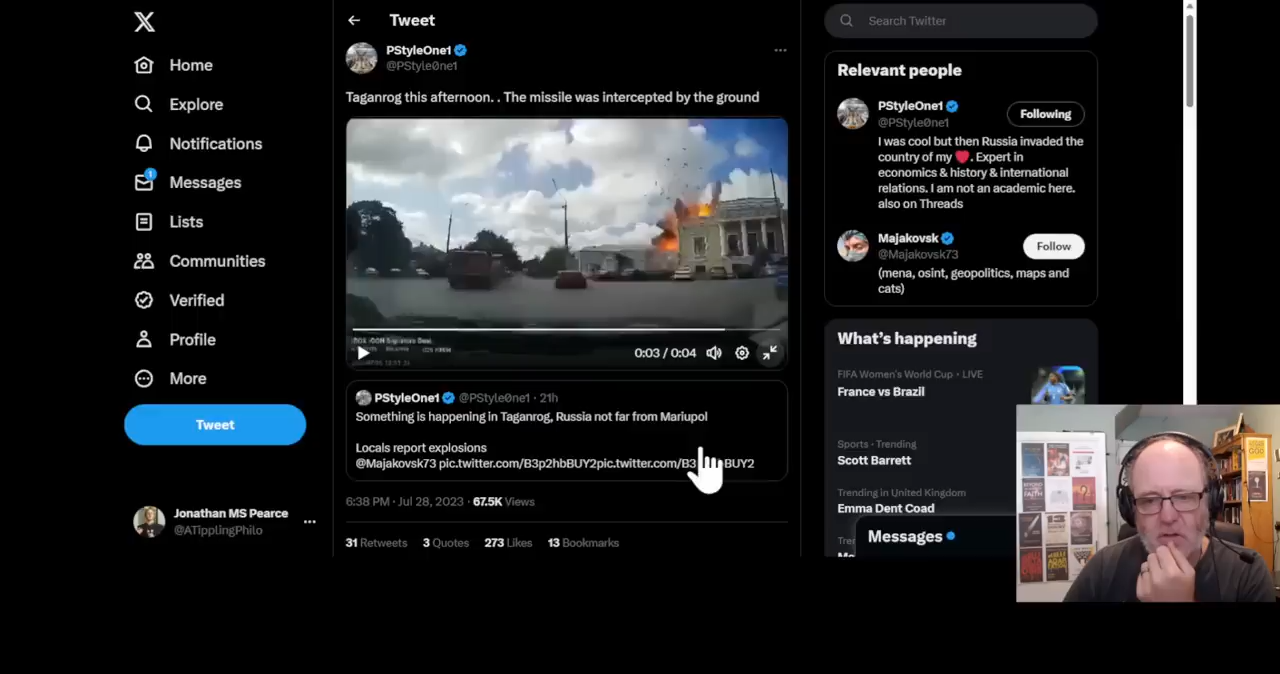 Home
Explore
Notifications
1
Messages
Lists
Communities
Verified
Profile
More
Tweet
Jonathan MS Pearce
@ATipplingPhilo
Tweet
PStyleOne1
@PStyle0ne1
Taganrog this afternoon. . The missile was intercepted by the ground
0:03 / 0:04
PStyleOne1 @PStyle0ne1 · 21h
Something is happening in Taganrog, Russia not far from Mariupol
Locals report explosions
@Majakovsk73 pic.twitter.com/B3p2hbBUY2pic.twitter.com/B3 BUY2
6:38 PM · Jul 28, 2023 · 67.5K Views
31 Retweets 3 Quotes 273 Likes 13 Bookmarks
Search Twitter
Relevant people
PStyleOne1
@PStyle0ne1
Following
I was cool but then Russia invaded the
country of my ❤️. Expert in
economics & history & international
relations. I am not an academic here.
also on Threads
Majakovsk
@Majakovsk73
Follow
(mena, osint, geopolitics, maps and
cats)
What's happening
FIFA Women's World Cup · LIVE
France vs Brazil
Sports · Trending
Scott Barrett
Trending in United Kingdom
Emma Dent Coad
Messages